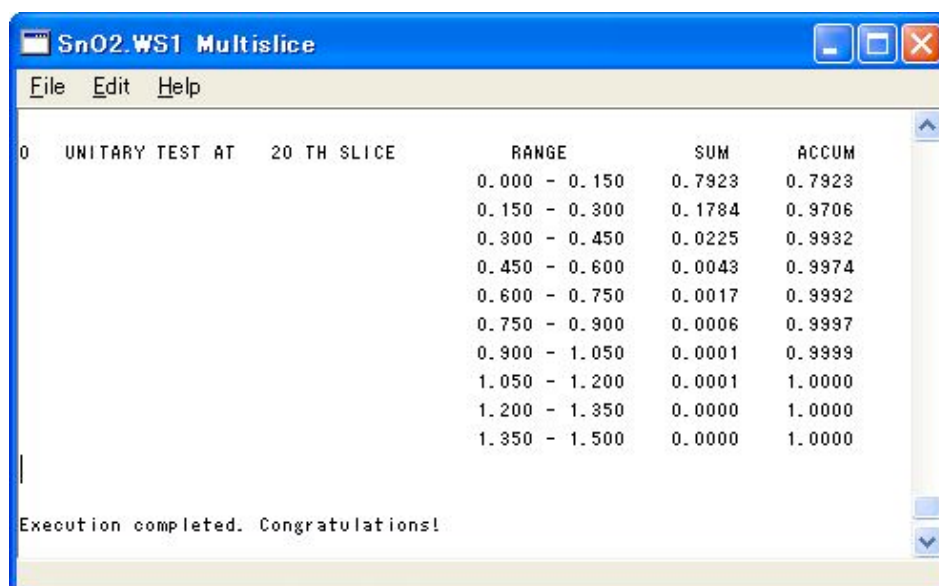 SnO2.WS1 Multislice
File Edit Help
0 UNITARY TEST AT 20 TH SLICE RANGE SUM ACCUM
0.000 - 0.150 0.7923 0.7923
0.150 - 0.300 0.1784 0.9706
0.300 - 0.450 0.0225 0.9932
0.450 - 0.600 0.0043 0.9974
0.600 - 0.750 0.0017 0.9992
0.750 - 0.900 0.0006 0.9997
0.900 - 1.050 0.0001 0.9999
1.050 - 1.200 0.0001 1.0000
1.200 - 1.350 0.0000 1.0000
1.350 - 1.500 0.0000 1.0000
Execution completed. Congratulations!